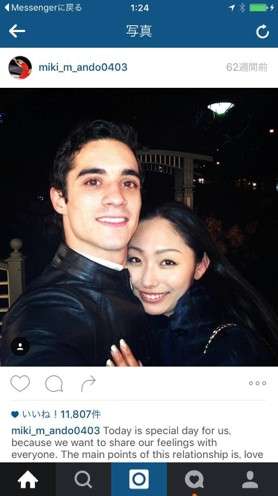 Messengerに戻る 1:24
写真
miki_m_ando0403 62週間前
いいね！11,807件
miki_m_ando0403 Today is special day for us,
because we want to share our feelings with
everyone. The main points of this relationship is, love